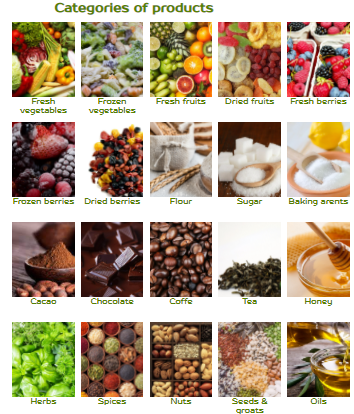 Categories of products
Fresh vegetables
Frozen vegetables
Fresh fruits
Dried fruits
Fresh berries
Frozen berries
Dried berries
Flour
Sugar
Baking arents
Cacao
Chocolate
Coffe
Tea
Honey
Herbs
Spices
Nuts
Seeds & groats
Oils